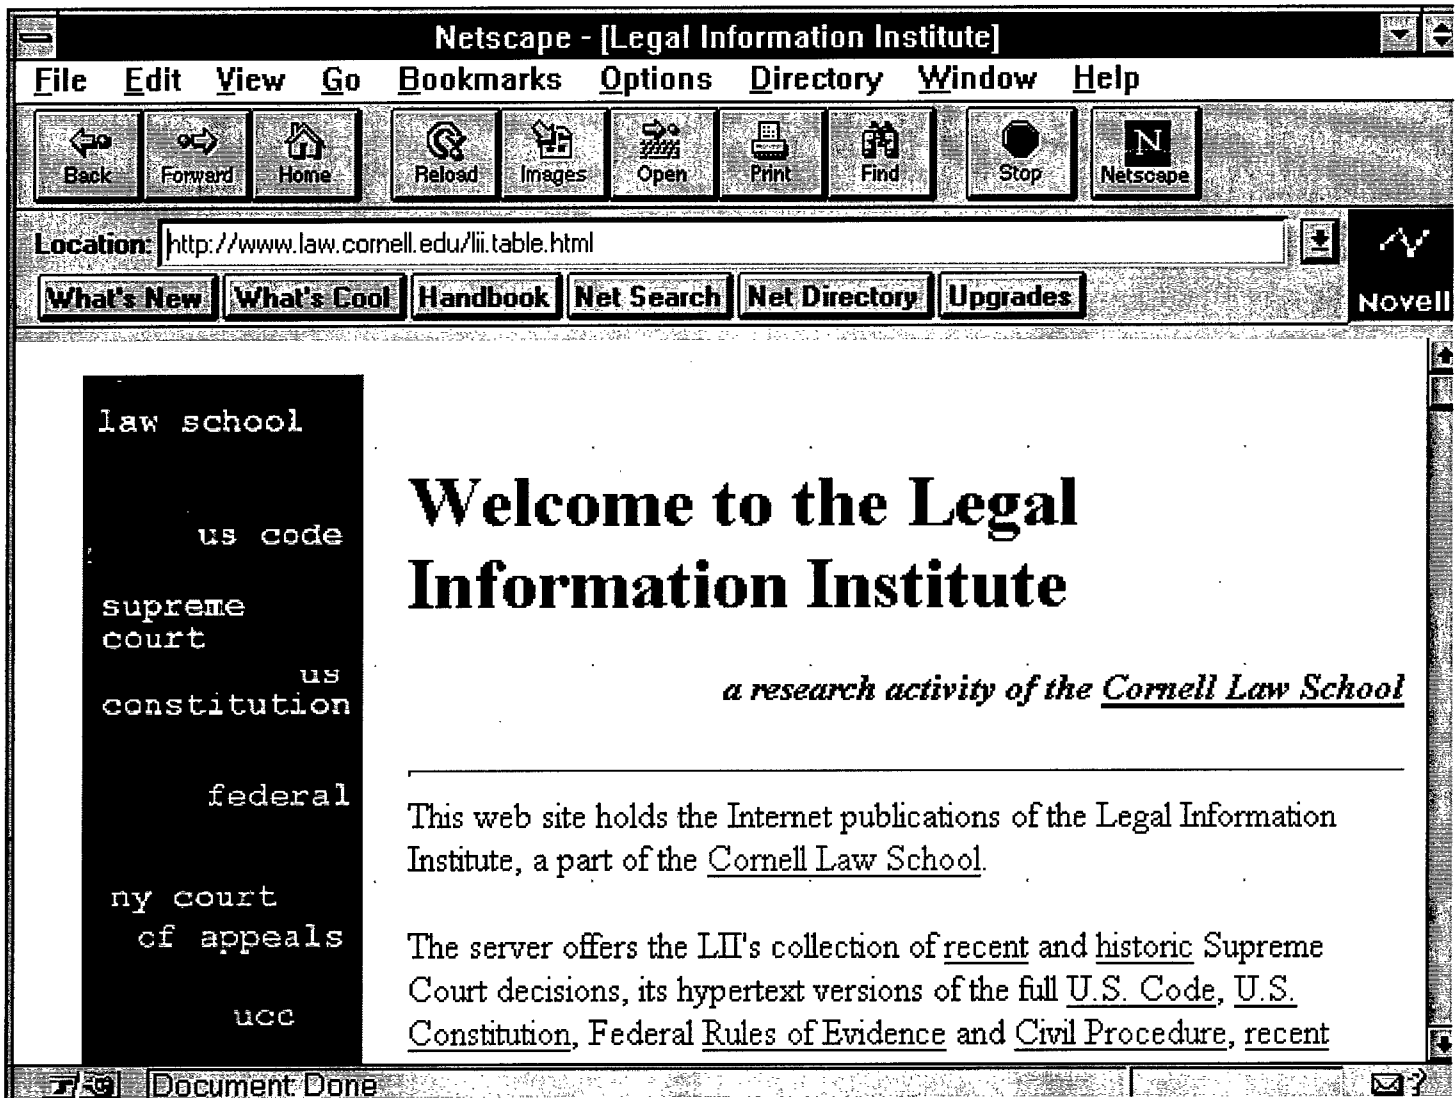 Netscape - [Legal Information Institute]
File Edit View Go Bookmarks Options Directory Window Help
Back Forward Home Reload Images Open Print Find Stop N Netscape
Location: http://www.law.cornell.edu/lii.table.html
What's New What's Cool Handbook Net Search Net Directory Upgrades
NOVELL
law school
us code
supreme
court
us
constitution
federal
ny court
of appeals
ucc
Welcome to the Legal
Information Institute
a research activity of the Cornell Law School
This web site holds the Internet publications of the Legal Information
Institute, a part of the Cornell Law School.
The server offers the LII's collection of recent and historic Supreme
Court decisions, its hypertext versions of the full U.S. Code, U.S.
Constitution, Federal Rules of Evidence and Civil Procedure, recent
Document: Done